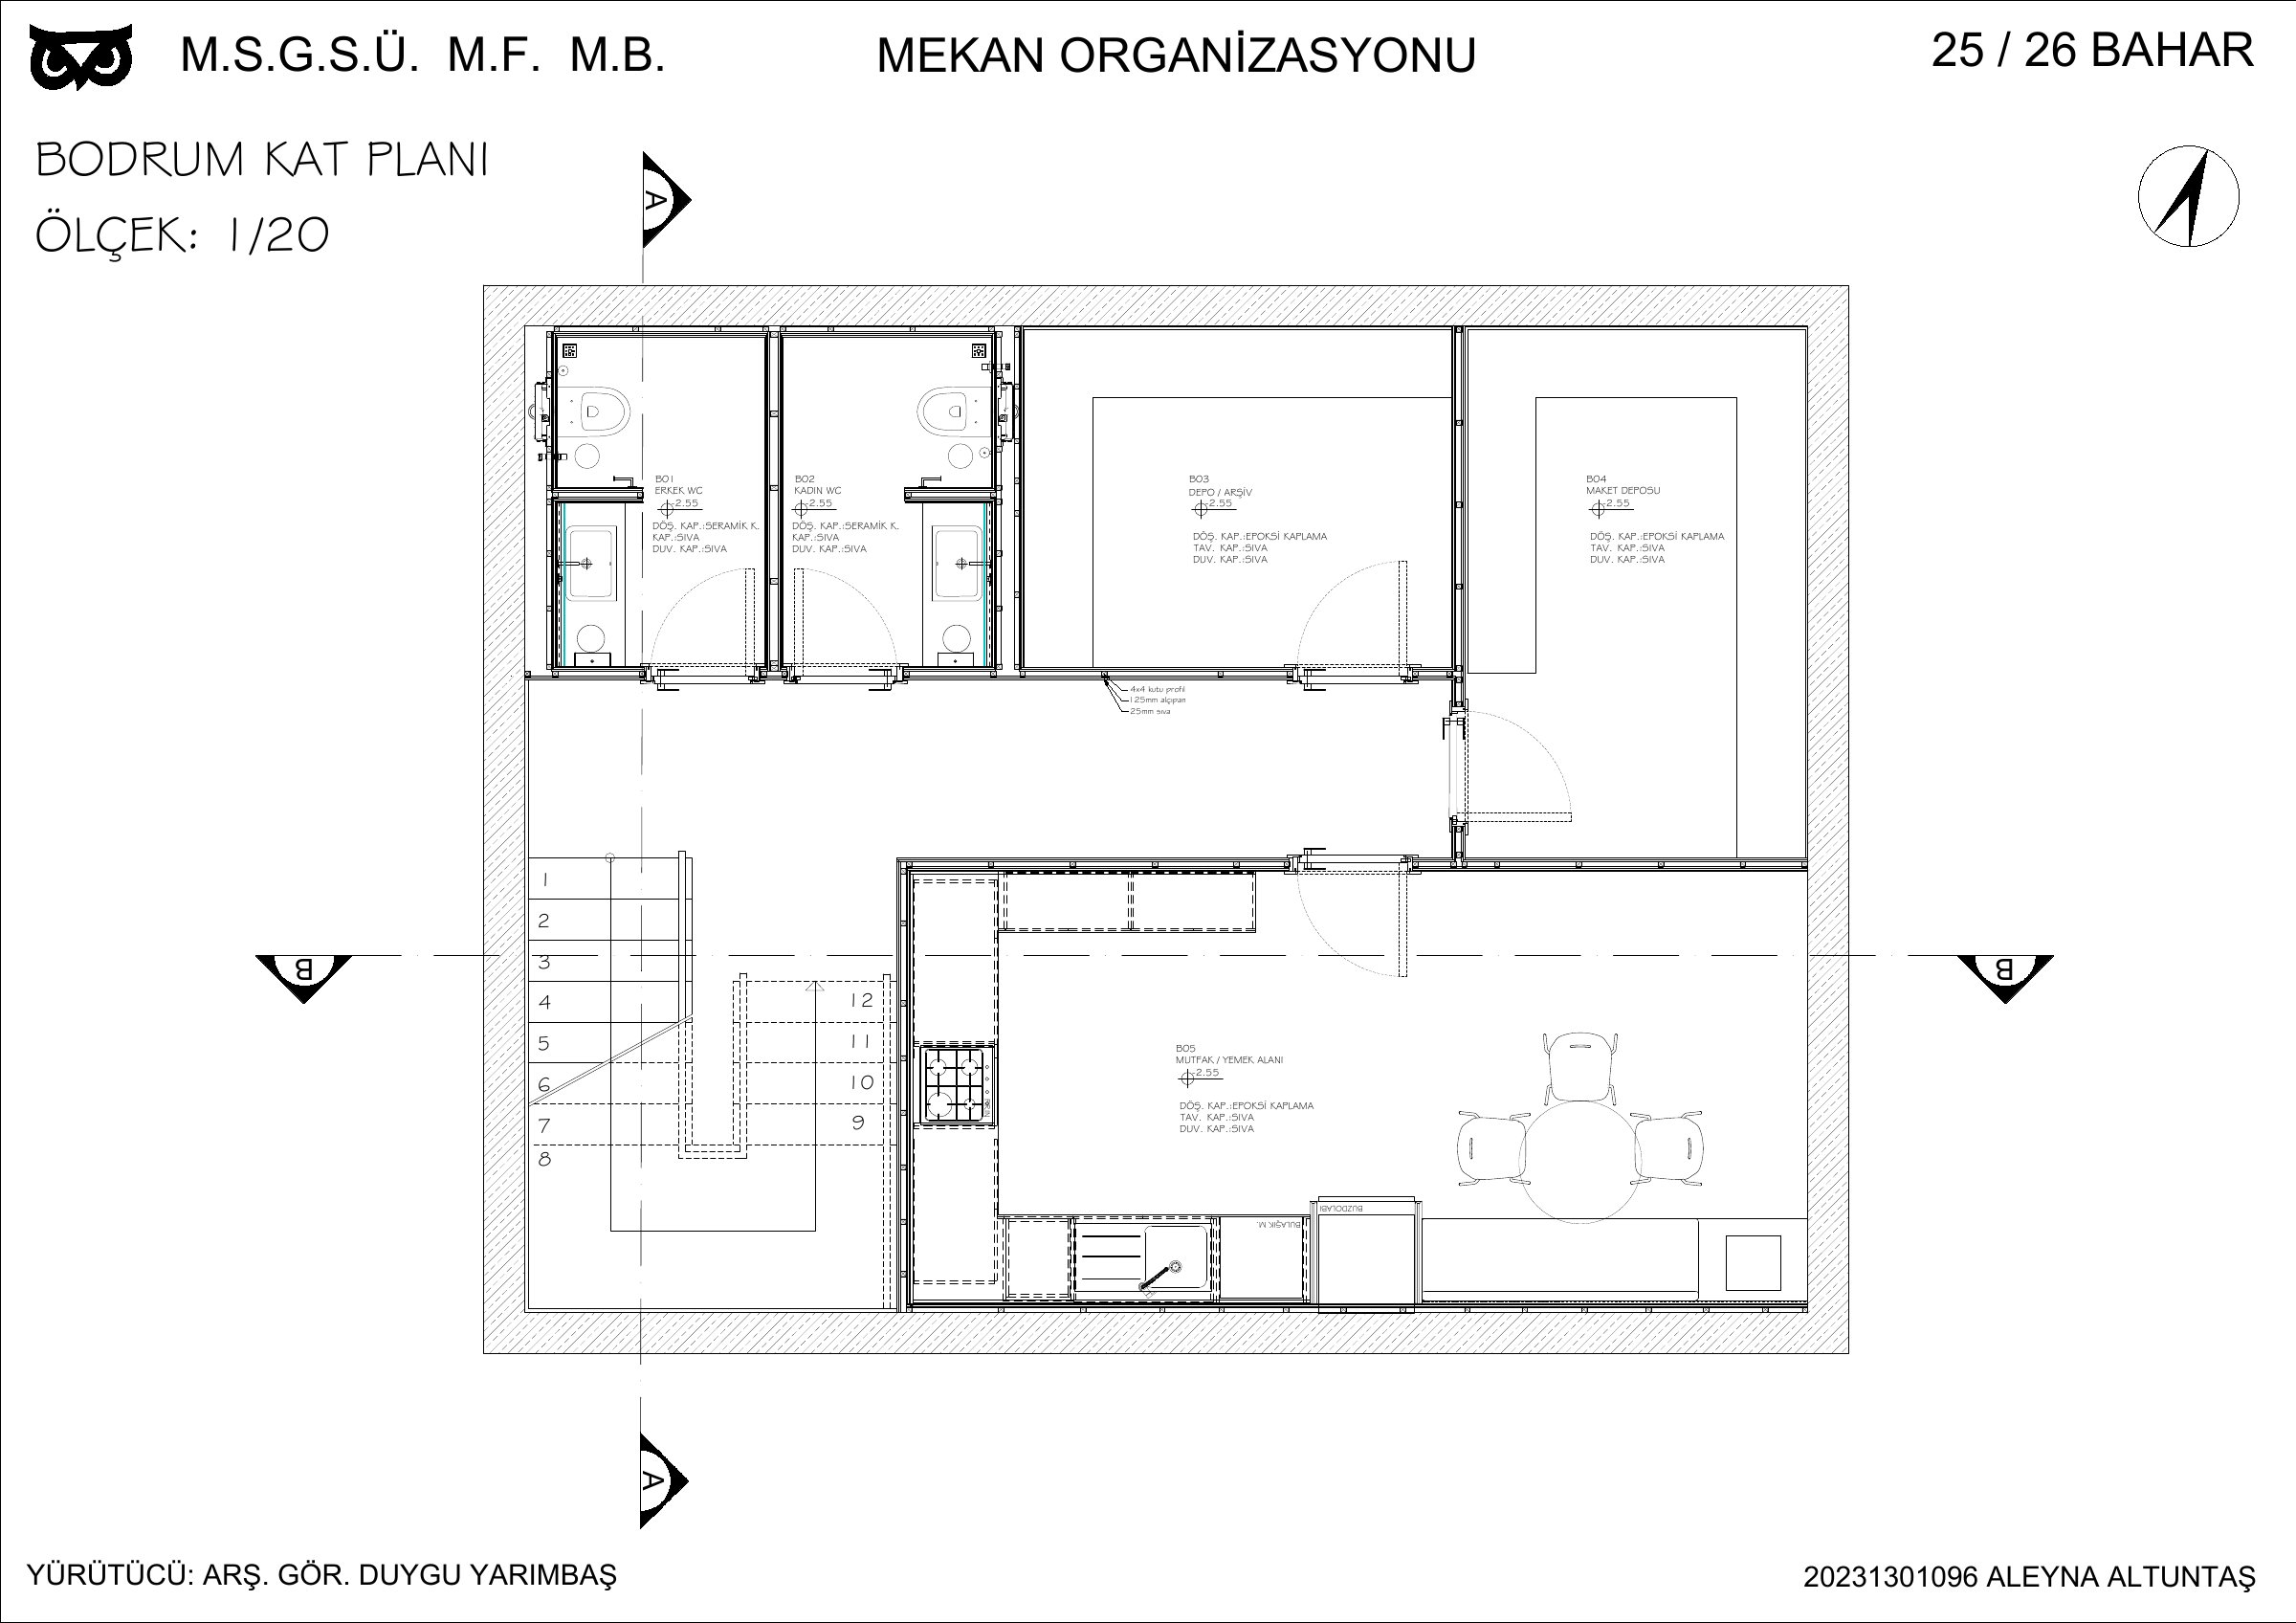 M.S.G.S.Ü. M.F. M.B.
MEKAN ORGANİZASYONU
25 / 26 BAHAR
BODRUM KAT PLANI
ÖLÇEK: 1/20
A
B01
ERKEK WC
-2.55
DÖŞ. KAP.:SERAMİK K.
KAP.:SIVA
DUV. KAP.:SIVA
B02
KADIN WC
-2.55
DÖŞ. KAP.:SERAMİK K.
KAP.:SIVA
DUV. KAP.:SIVA
B03
DEPO / ARŞİV
-2.55
DÖŞ. KAP.:EPOKSİ KAPLAMA
TAV. KAP.:SIVA
DUV. KAP.:SIVA
B04
MAKET DEPOSU
-2.55
DÖŞ. KAP.:EPOKSİ KAPLAMA
TAV. KAP.:SIVA
DUV. KAP.:SIVA
4x4 kutu profil
125mm alçıpan
25mm sıva
1
2
3
4
5
6
7
8
12
11
10
9
B
B
B05
MUTFAK / YEMEK ALANI
-2.55
DÖŞ. KAP.:EPOKSİ KAPLAMA
TAV. KAP.:SIVA
DUV. KAP.:SIVA
BUZDOLABI
BULAŞIK M.
A
YÜRÜTÜCÜ: ARŞ. GÖR. DUYGU YARIMBAŞ
20231301096 ALEYNA ALTUNTAŞ